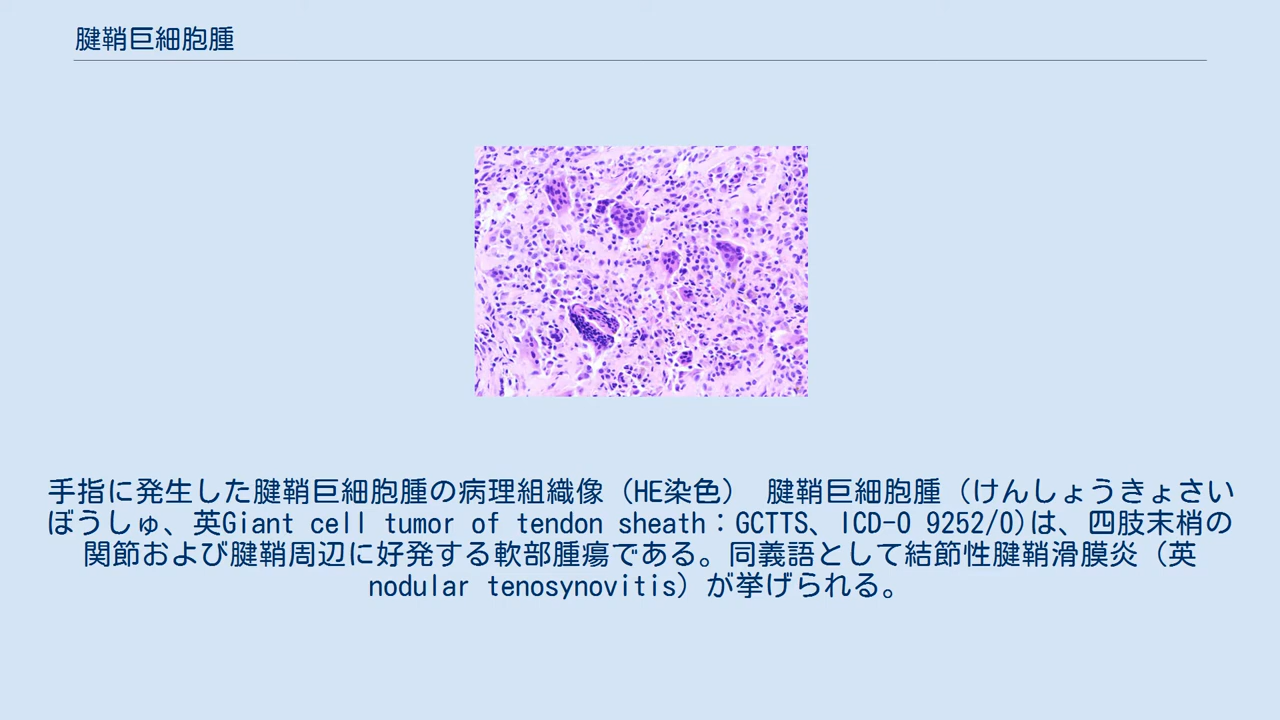 腱鞘巨細胞腫
手指に発生した腱鞘巨細胞腫の病理組織像（HE染色） 腱鞘巨細胞腫（けんしょうきょさい
ぼうしゅ、英Giant cell tumor of tendon sheath：GCTTS、ICD-O 9252/0)は、四肢末梢の
関節および腱鞘周辺に好発する軟部腫瘍である。同義語として結節性腱鞘滑膜炎（英
nodular tenosynovitis）が挙げられる。